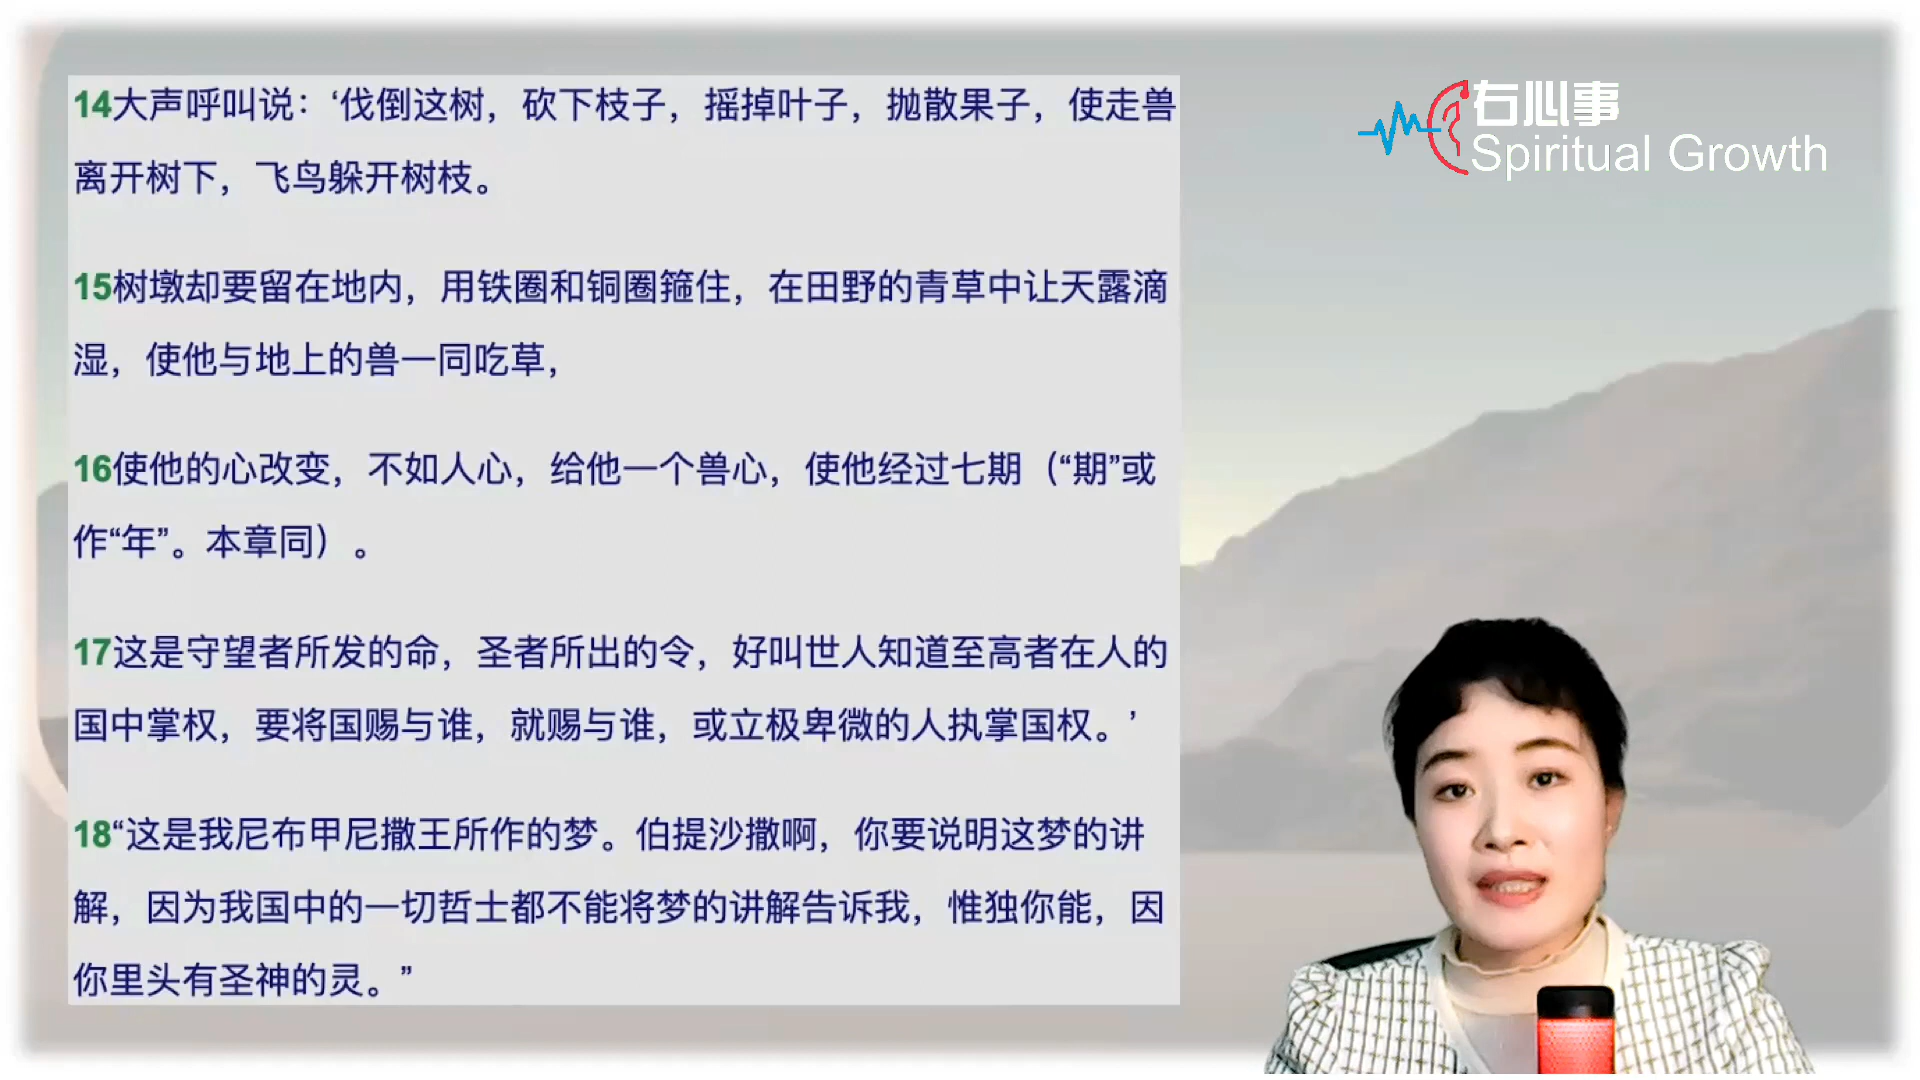 14大声呼叫说：‘伐倒这树，砍下枝子，摇掉叶子，抛散果子，使走兽
离开树下，飞鸟躲开树枝。
15树墩却要留在地内，用铁圈和铜圈箍住，在田野的青草中让天露滴
湿，使他与地上的兽一同吃草，
16使他的心改变，不如人心，给他一个兽心，使他经过七期（“期”或
作“年”。本章同）。
17这是守望者所发的命，圣者所出的令，好叫世人知道至高者在人的
国中掌权，要将国赐与谁，就赐与谁，或立极卑微的人执掌国权。’
18“这是我尼布甲尼撒王所作的梦。伯提沙撒啊，你要说明这梦的讲
解，因为我国中的一切哲士都不能将梦的讲解告诉我，惟独你能，因
你里头有圣神的灵。”
右心事
Spiritual Growth